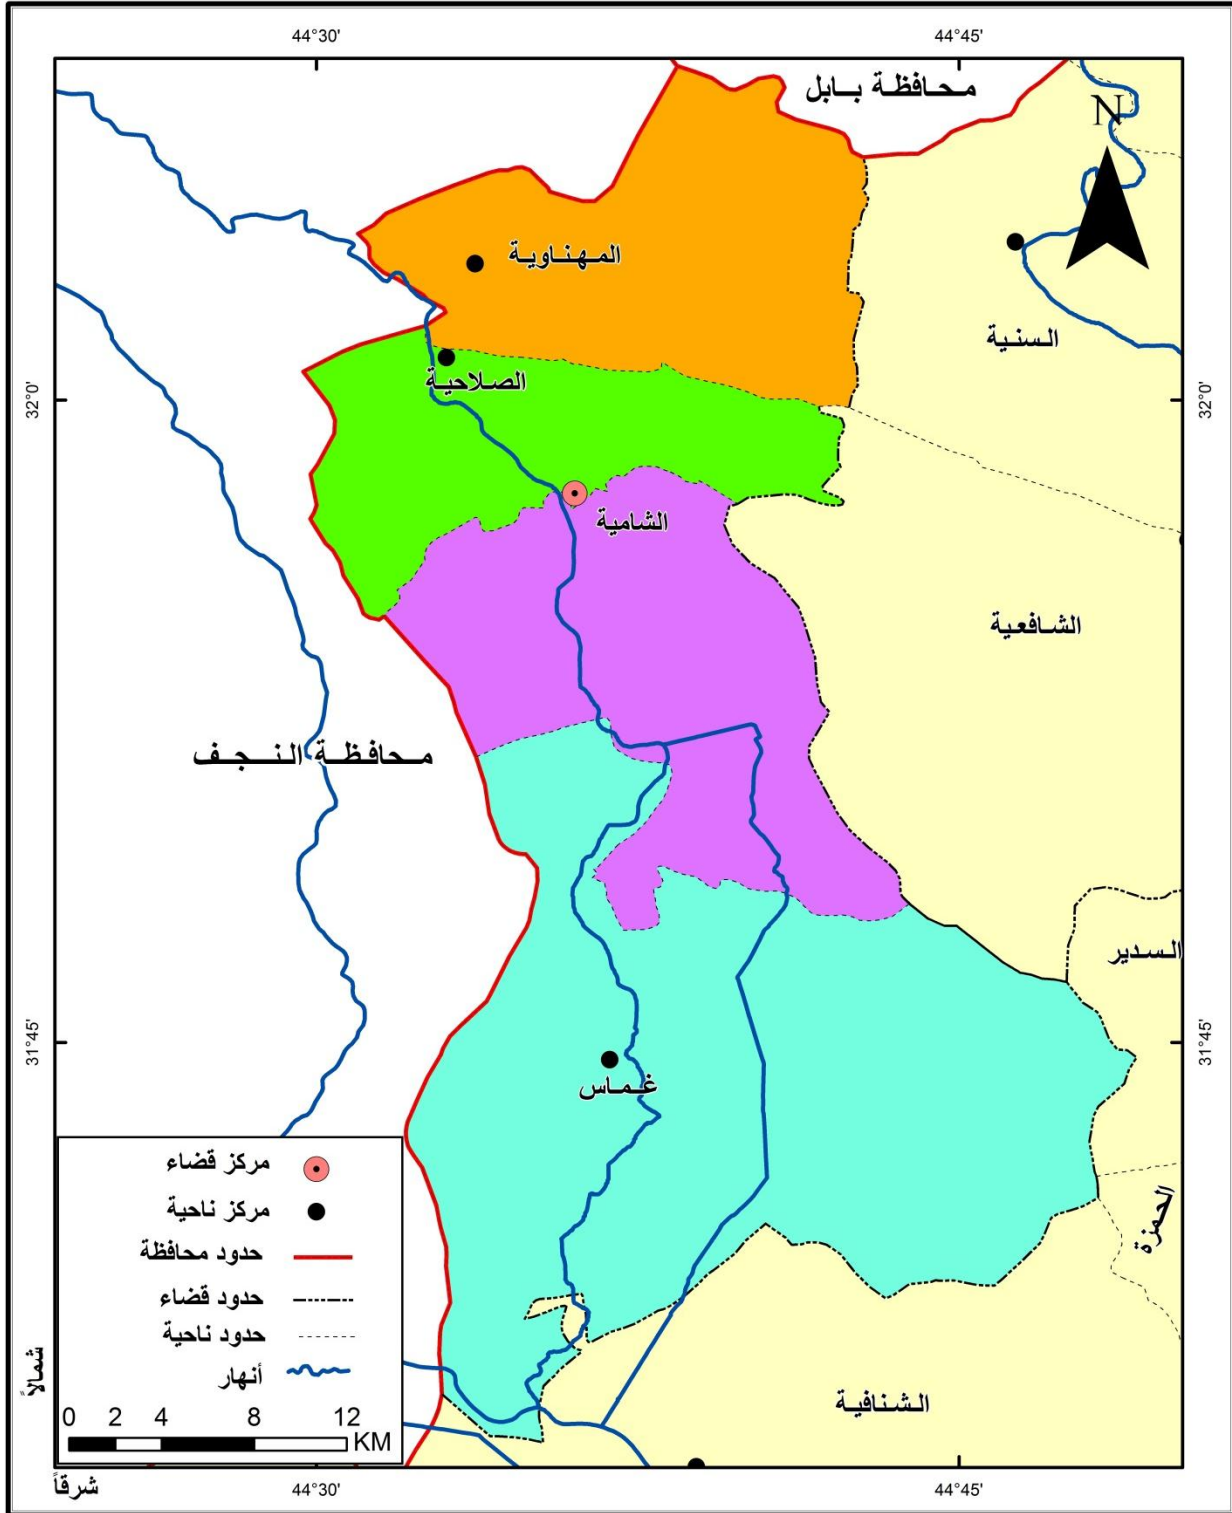 44°30' 44°45'
محافظة بابل
N
المهناوية
السنية
الصلاحية
32°0' 32°0'
الشامية
الشافعية
محافظة النجف
السدير
31°45' 31°45'
غماس
الحمزة
مركز قضاء
مركز ناحية
حدود محافظة
حدود قضاء
حدود ناحية
أنهار
0 2 4 8 12
KM
الشنافية
شمالاً
شرقاً
44°30' 44°45'